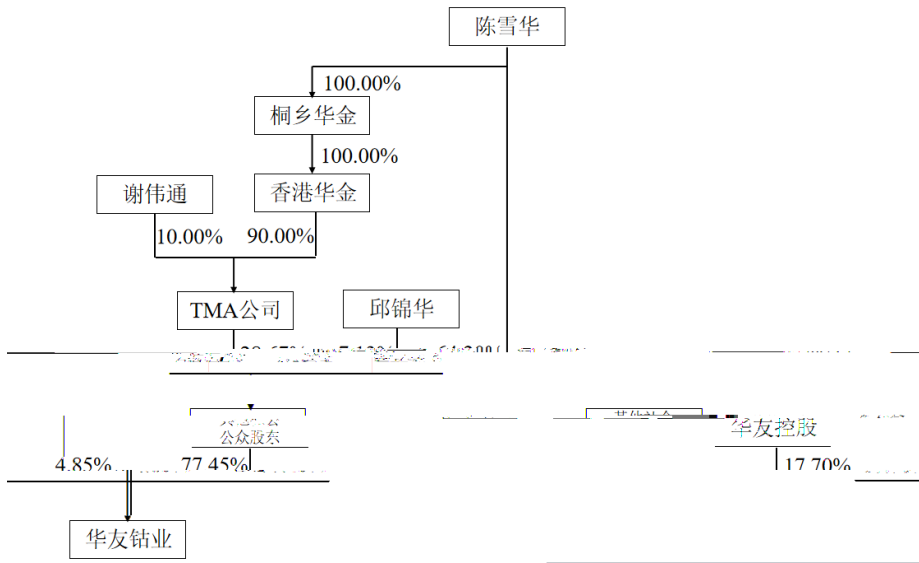 陈雪华
100.00%
桐乡华金
100.00%
谢伟通
香港华金
10.00%
90.00%
TMA公司
邱锦华
公众股东
华友控股
4.85%
77.45%
17.70%
华友钴业